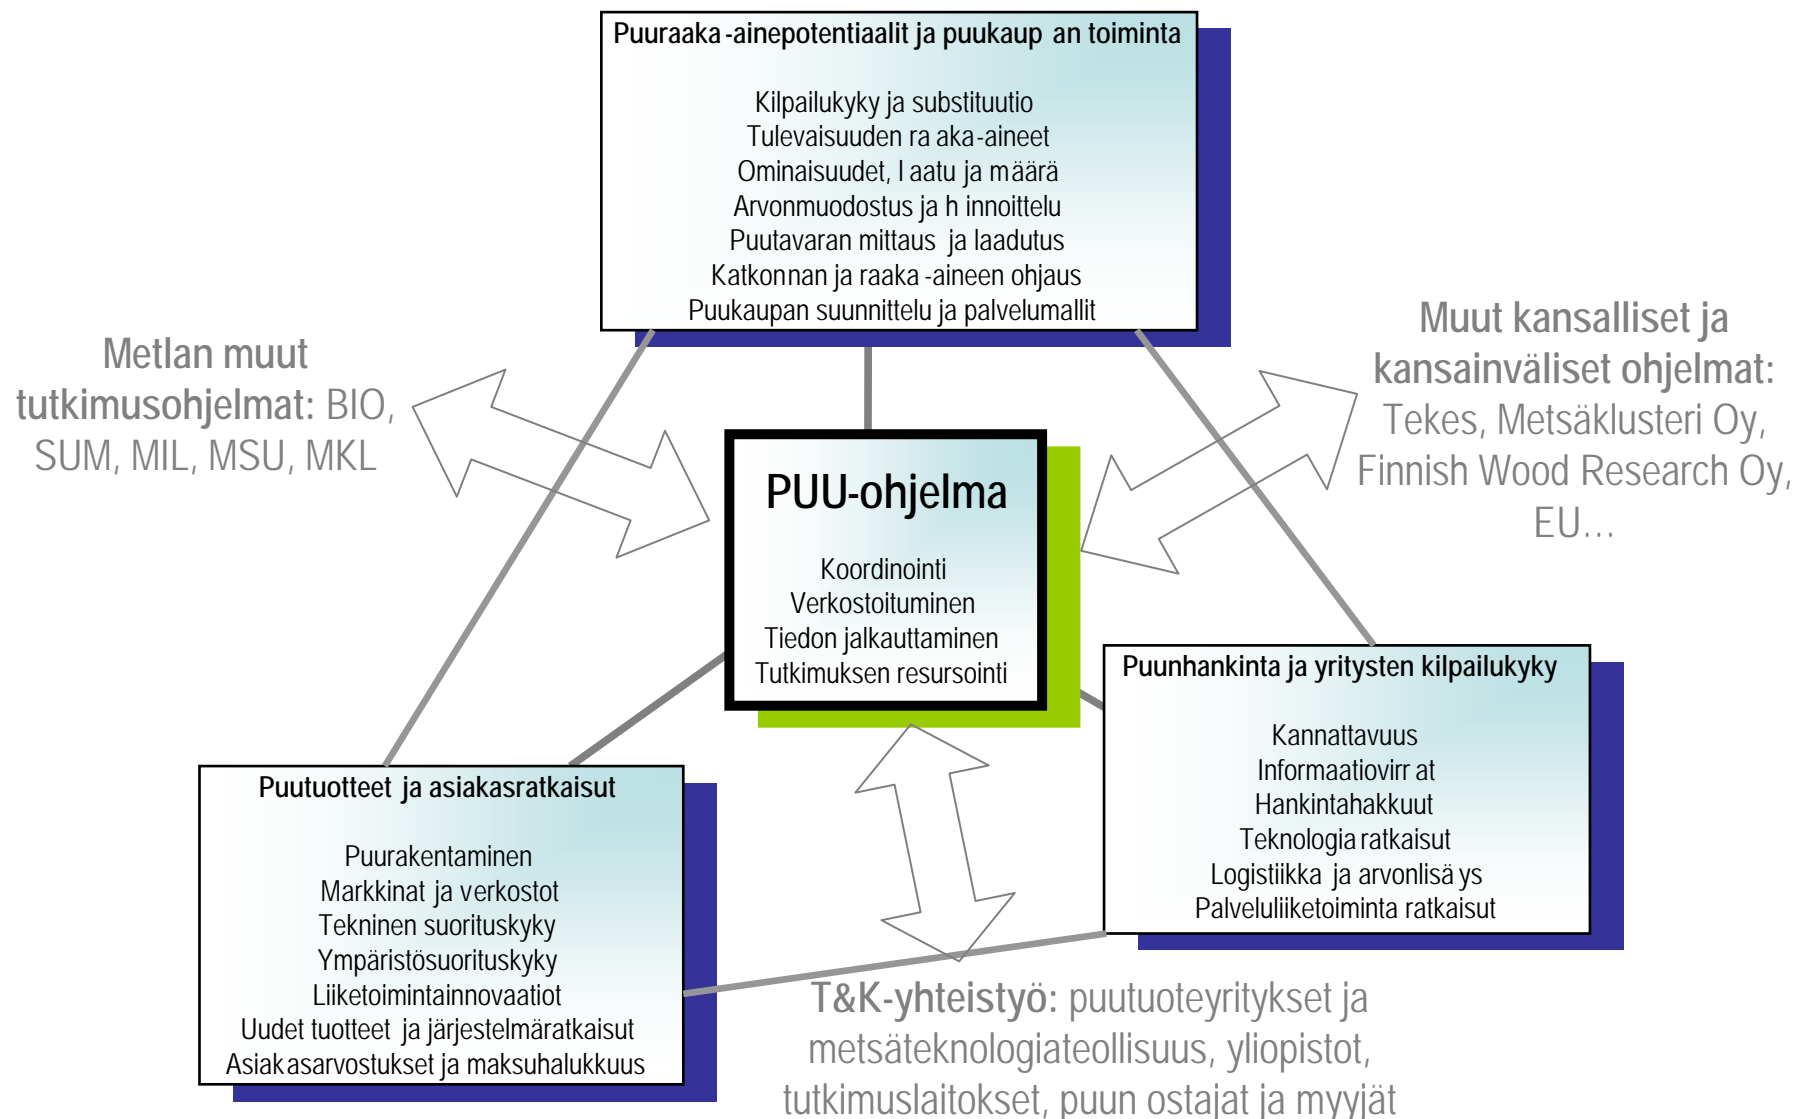 Puuraaka-ainepotentiaalit ja puukaup an toiminta
Kilpailukyky ja substituutio
Tulevaisuuden ra aka-aineet
Ominaisuudet, l aatu ja määrä
Arvonmuodostus ja h innoittelu
Puutavaran mittaus ja laadutus
Katkonnan ja raaka-aineen ohjaus
Puukaupan suunnittelu ja palvelumallit
Metlan muut
tutkimusohjelmat: BIO,
SUM, MIL, MSU, MKL
Muut kansalliset ja
kansainväliset ohjelmat:
Tekes, Metsäklusteri Oy,
Finnish Wood Research Oy,
EU...
PUU-ohjelma
Koordinointi
Verkostoituminen
Tiedon jalkauttaminen
Tutkimuksen resursointi
Puunhankinta ja yritysten kilpailukyky
Kannattavuus
Informaatiovirr at
Hankintahakkuut
Teknologia ratkaisut
Logistiikka ja arvonlisä ys
Palveluliiketoiminta ratkaisut
Puutuotteet ja asiakasratkaisut
Puurakentaminen
Markkinat ja verkostot
Tekninen suorituskyky
Ympäristösuorituskyky
Liiketoimintainnovaatiot
Uudet tuotteet ja järjestelmäratkaisut
Asiakasarvostukset ja maksuhalukkuus
T&K-yhteistyö: puutuoteyritykset ja
metsäteknologiateollisuus, yliopistot,
tutkimuslaitokset, puun ostajat ja myyjät